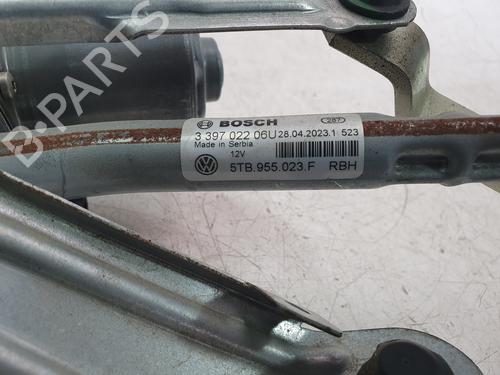 BOSCH 287
3 397 022 06U 28.04.2023.1 523
Made in Serbia
12V
5TB.955.023.F RBH
B-PARTS